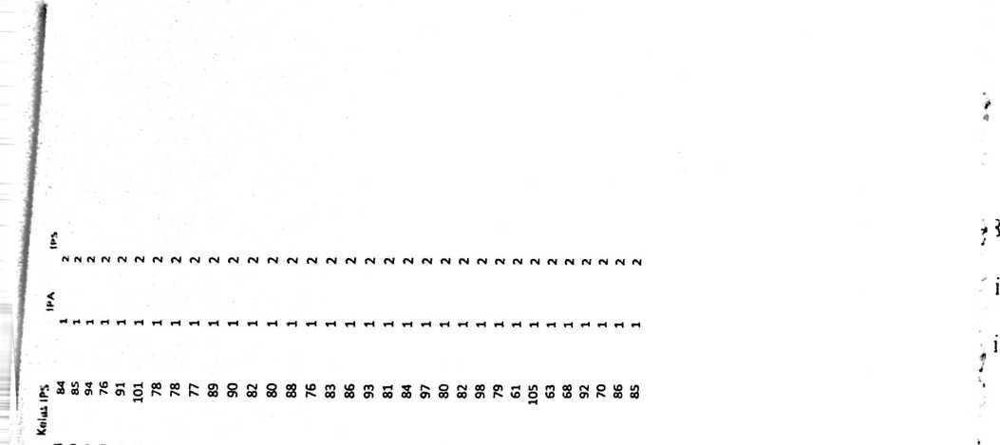 Kelas IPS IPA IPS
84 1 2
85 1 2
94 1 2
76 1 2
91 1 2
101 1 2
78 1 2
78 1 2
77 1 2
89 1 2
90 1 2
82 1 2
80 1 2
88 1 2
76 1 2
83 1 2
86 1 2
93 1 2
81 1 2
84 1 2
97 1 2
80 1 2
82 1 2
98 1 2
79 1 2
61 1 2
105 1 2
63 1 2
68 1 2
92 1 2
70 1 2
86 1 2
85 1 2